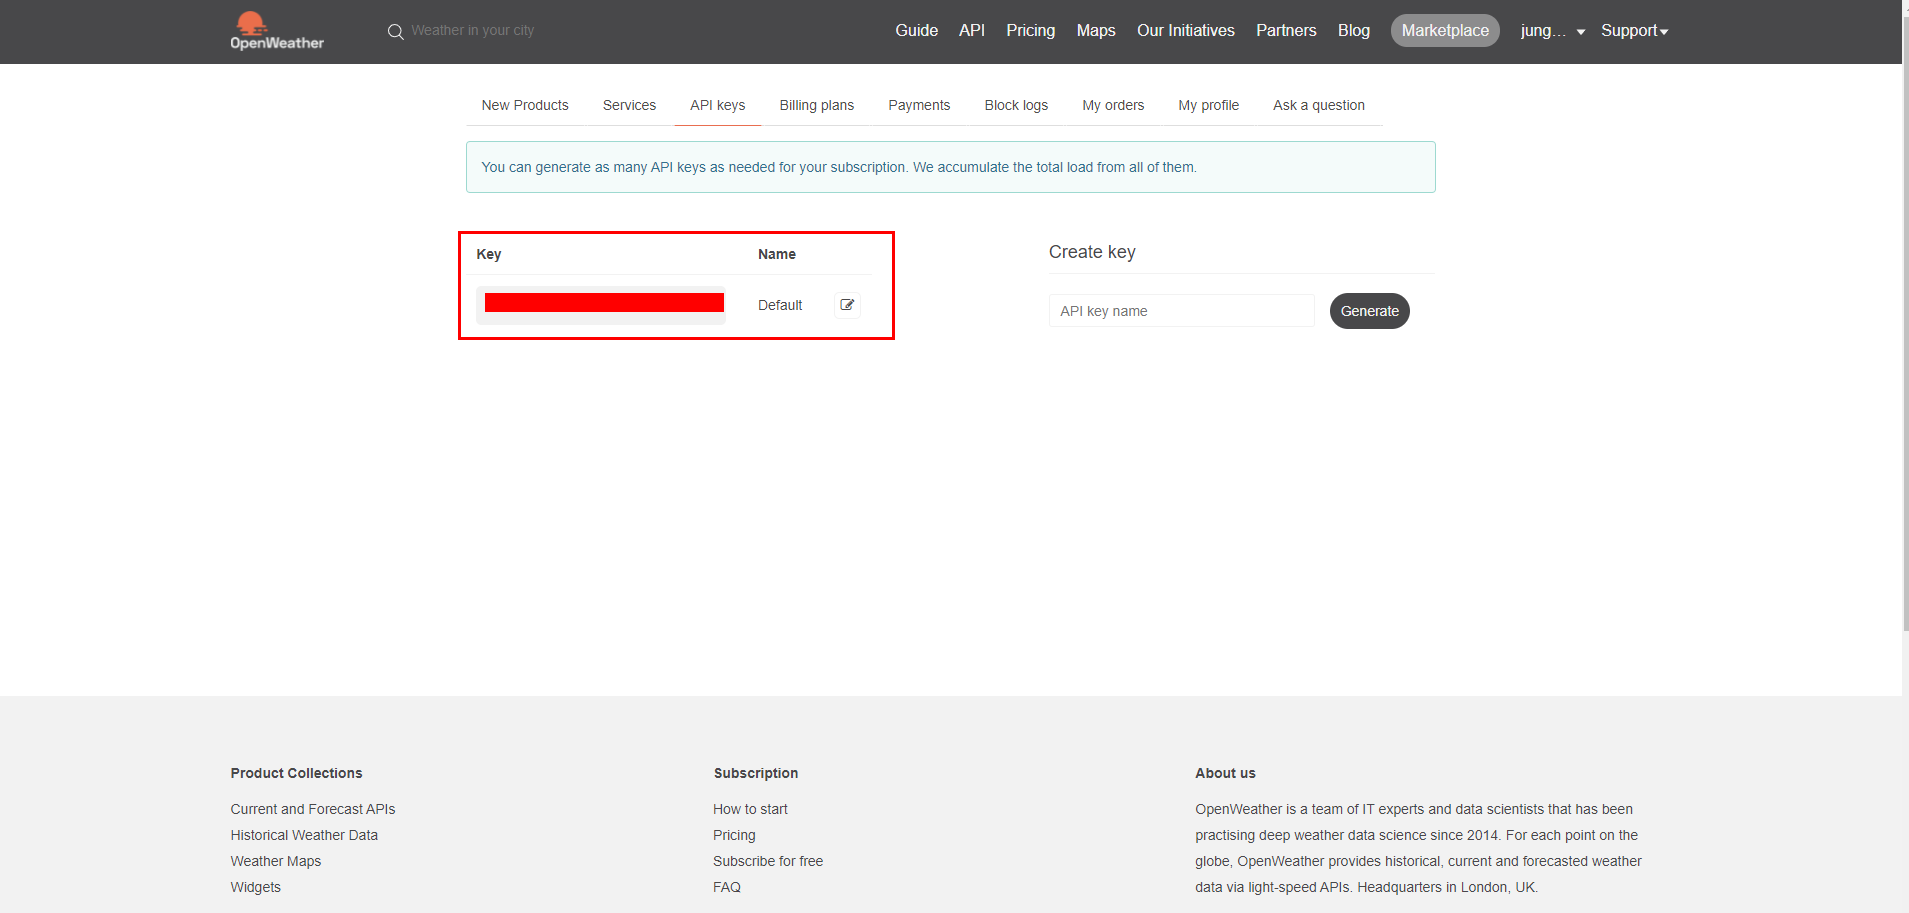 OpenWeather
Weather in your city
Guide API Pricing Maps Our Initiatives Partners Blog Marketplace jung... Support
New Products Services API keys Billing plans Payments Block logs My orders My profile Ask a question
You can generate as many API keys as needed for your subscription. We accumulate the total load from all of them.
Key Name
Default
Create key
API key name Generate
Product Collections
Current and Forecast APIs
Historical Weather Data
Weather Maps
Widgets
Subscription
How to start
Pricing
Subscribe for free
FAQ
About us
OpenWeather is a team of IT experts and data scientists that has been
practising deep weather data science since 2014. For each point on the
globe, OpenWeather provides historical, current and forecasted weather
data via light-speed APIs. Headquarters in London, UK.